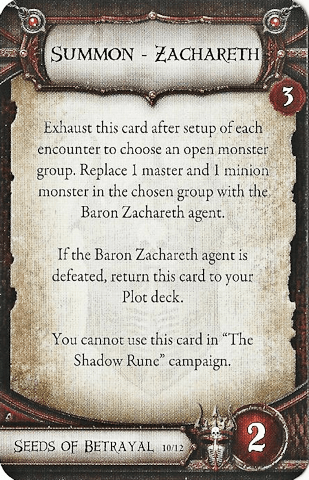 Summon - Zachareth
3
Exhaust this card after setup of each
encounter to choose an open monster
group. Replace 1 master and 1 minion
monster in the chosen group with the
Baron Zachareth agent.
If the Baron Zachareth agent is
defeated, return this card to your
Plot deck.
You cannot use this card in “The
Shadow Rune” campaign.
Seeds of Betrayal 10/12
2